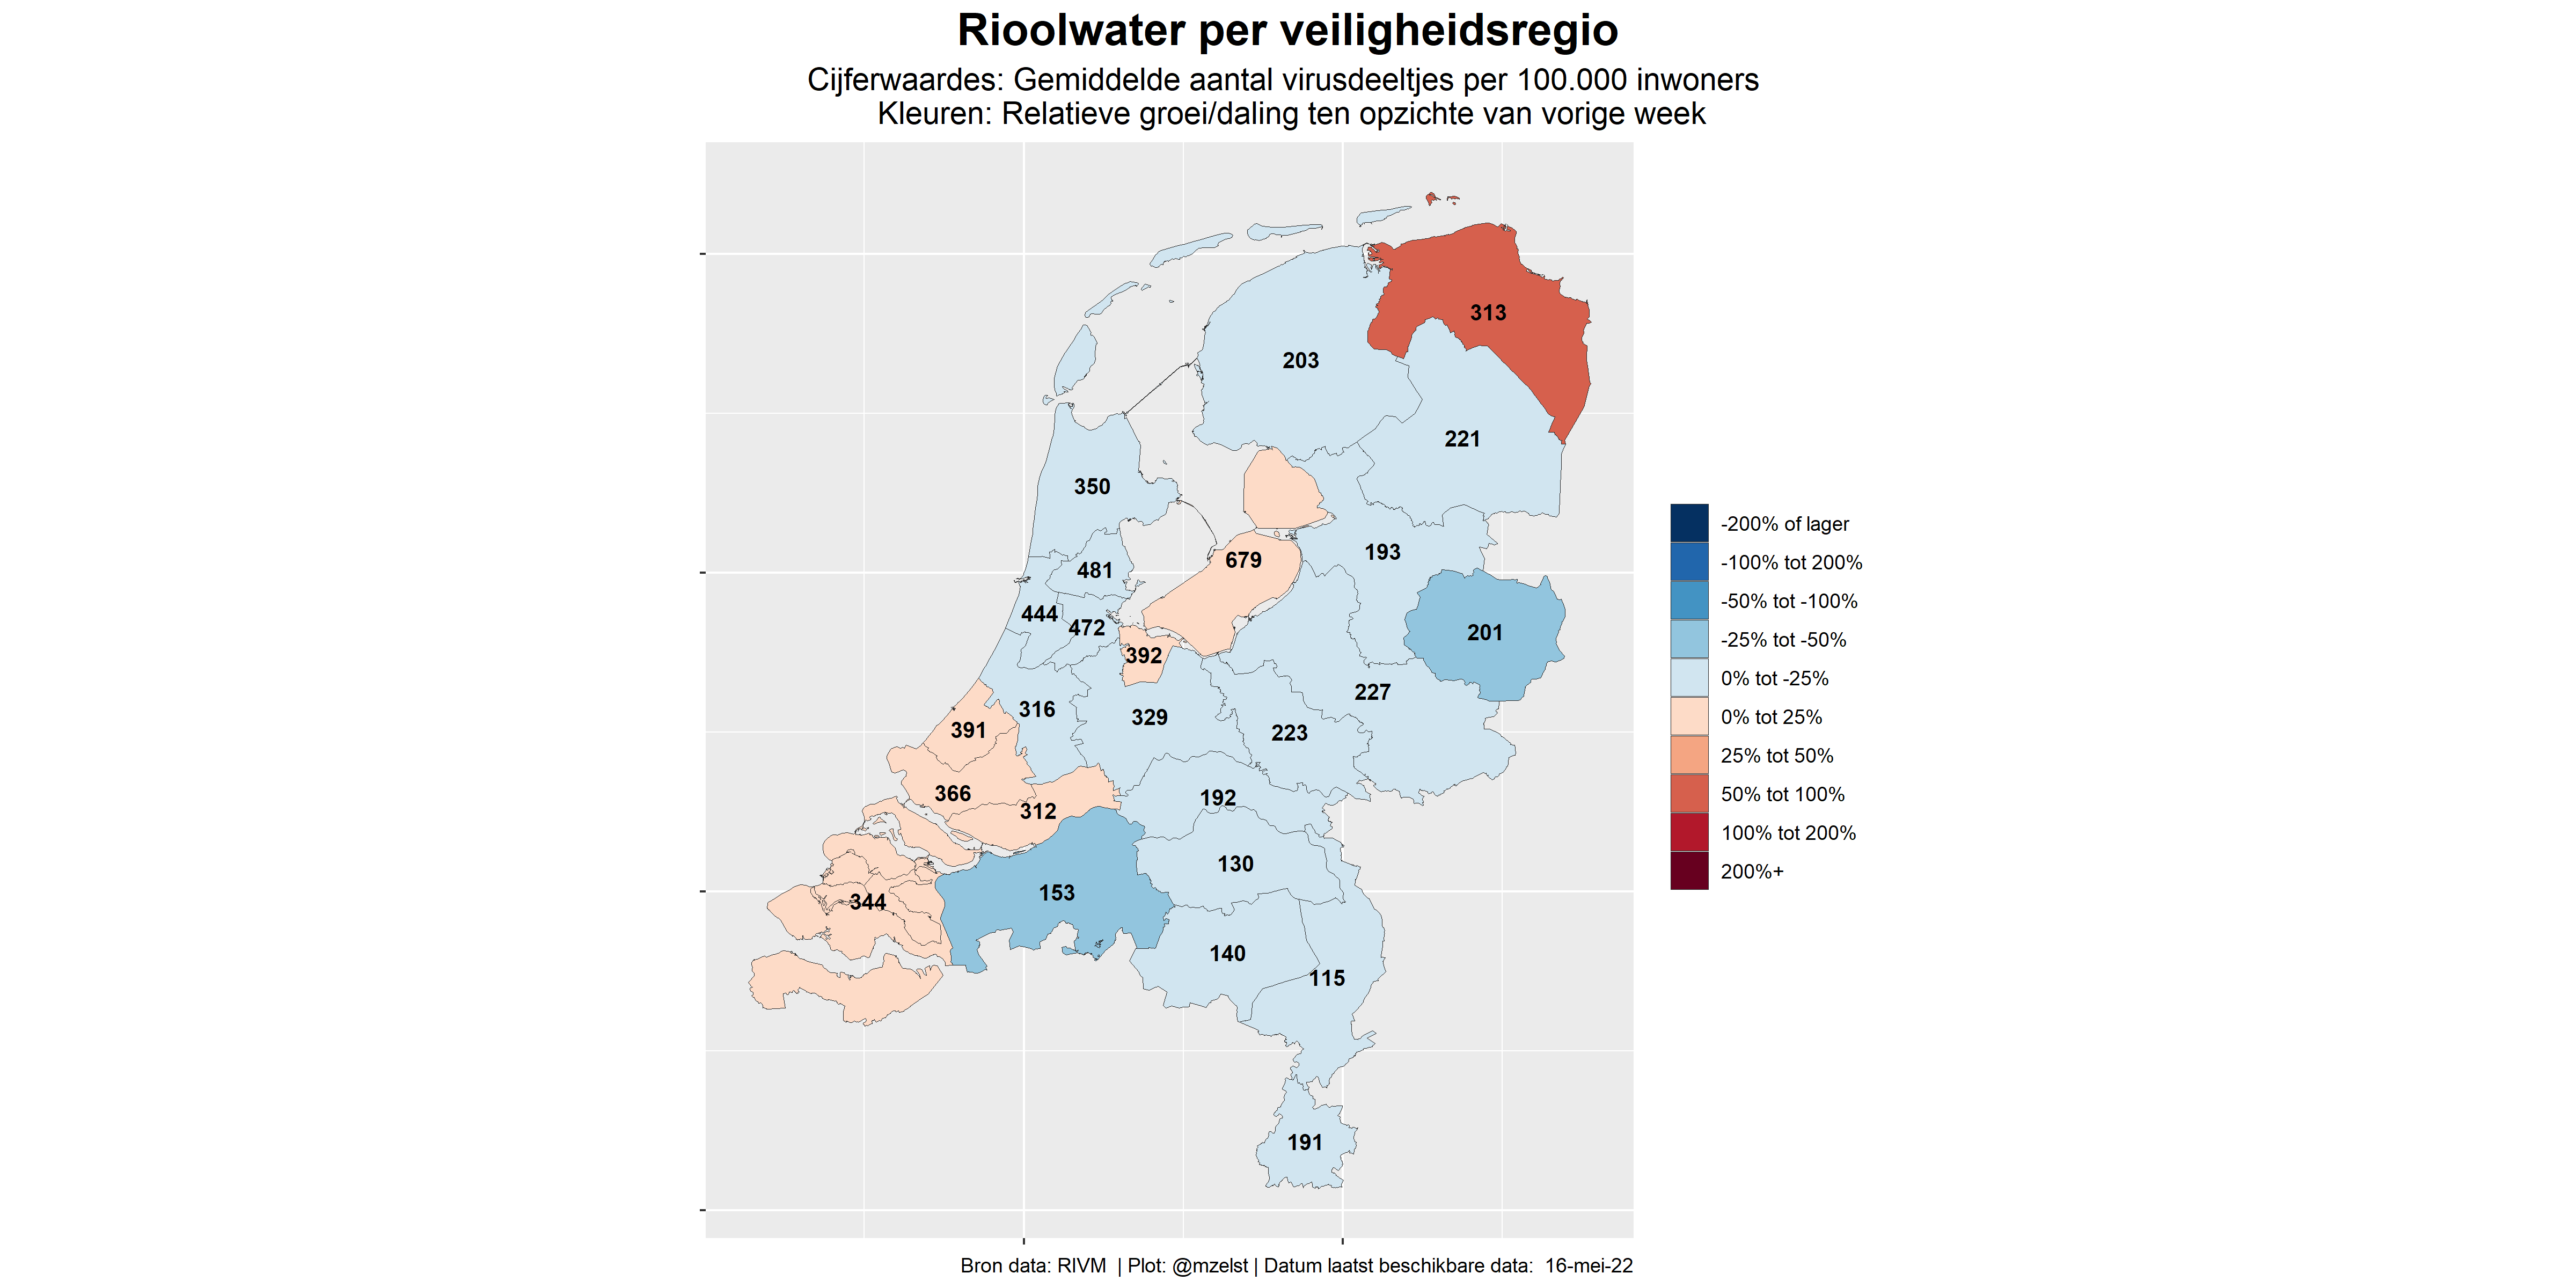 Rioolwater per veiligheidsregio
Cijferwaardes: Gemiddelde aantal virusdeeltjes per 100.000 inwoners
Kleuren: Relatieve groei/daling ten opzichte van vorige week
313
203
221
350
193
679
481
444
472
201
392
227
316
329
391
223
366
192
312
130
153
344
140
115
191
-200% of lager
-100% tot 200%
-50% tot -100%
-25% tot -50%
0% tot -25%
0% tot 25%
25% tot 50%
50% tot 100%
100% tot 200%
200%+
Bron data: RIVM | Plot: @mzelst | Datum laatst beschikbare data: 16-mei-22